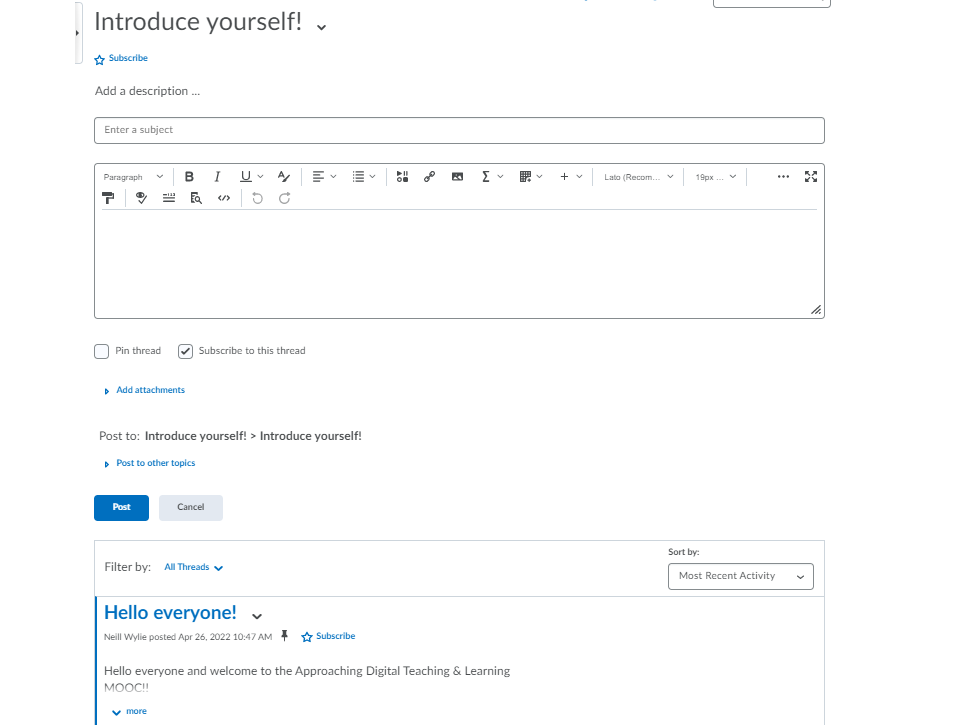 Introduce yourself!
Subscribe
Add a description ...
Enter a subject
Paragraph B I U A Σ + Lato (Recom... 19px ...
Pin thread Subscribe to this thread
Add attachments
Post to: Introduce yourself! > Introduce yourself!
Post to other topics
Post Cancel
Sort by:
Filter by: All Threads
Most Recent Activity
Hello everyone!
Neill Wylie posted Apr 26, 2022 10:47 AM Subscribe
Hello everyone and welcome to the Approaching Digital Teaching & Learning
MOOC!!
more